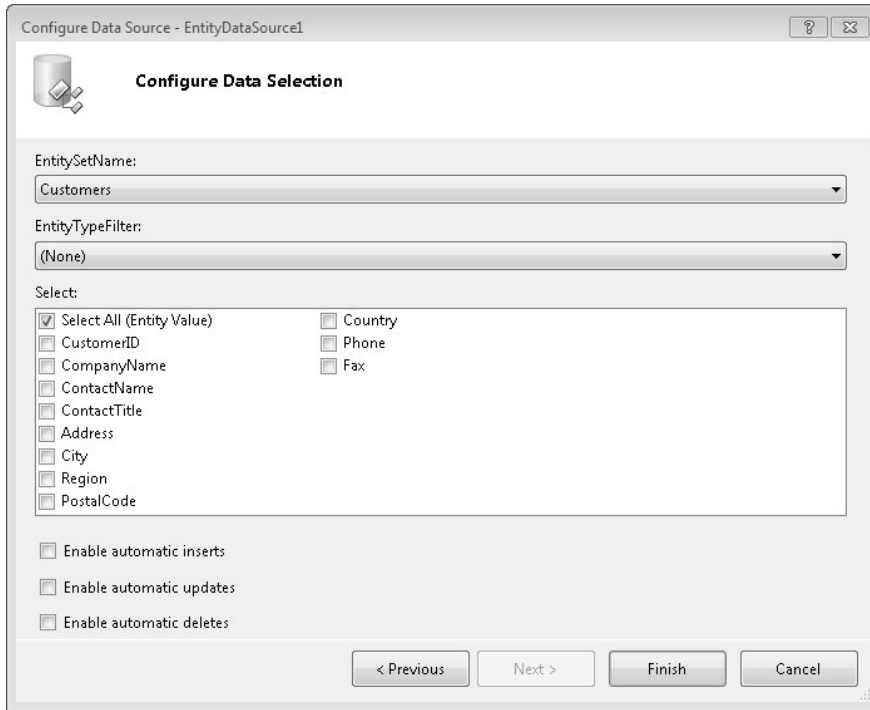 Configure Data Source - EntityDataSource1
Configure Data Selection
EntitySetName:
Customers
EntityTypeFilter:
(None)
Select:
Select All (Entity Value)
CustomerID
CompanyName
ContactName
ContactTitle
Address
City
Region
PostalCode
Country
Phone
Fax
Enable automatic inserts
Enable automatic updates
Enable automatic deletes
< Previous
Next >
Finish
Cancel